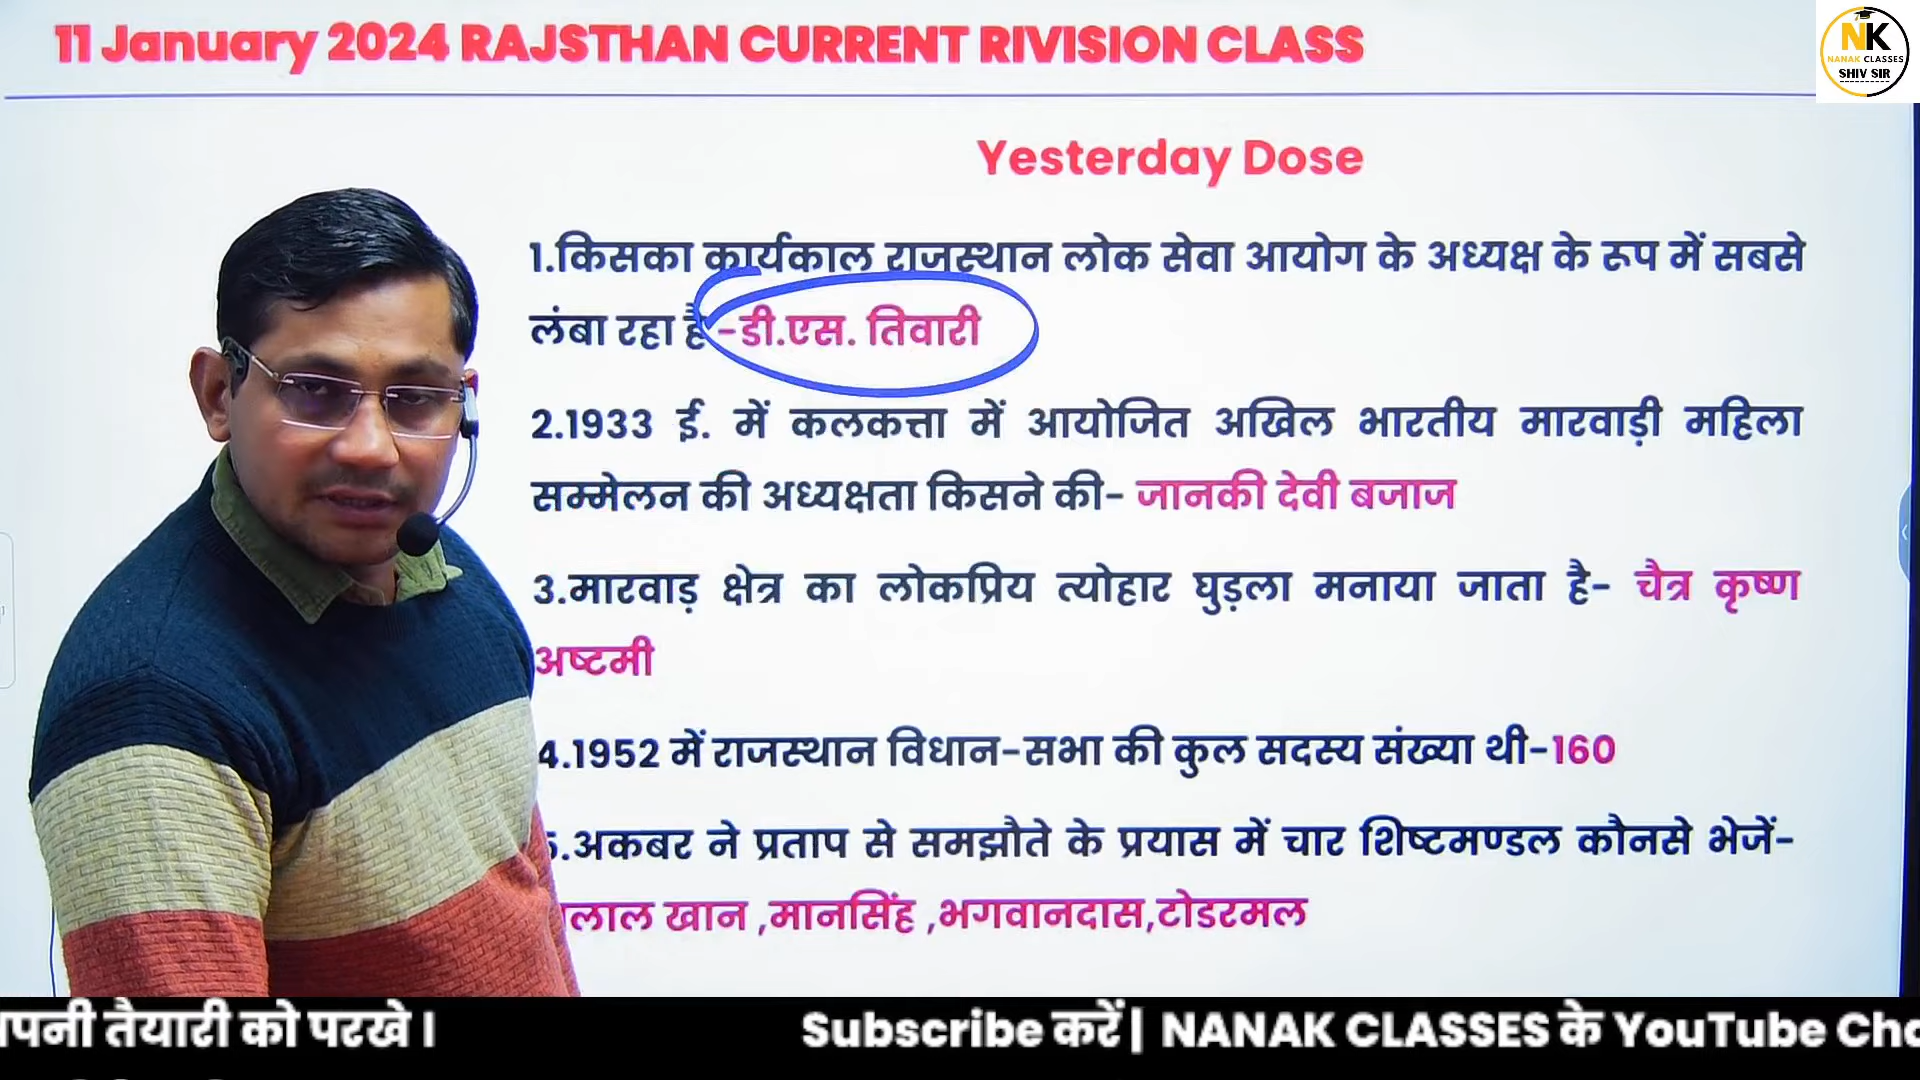 11 January 2024 RAJSTHAN CURRENT RIVISION CLASS
NK
NANAK CLASSES
SHIV SIR
Yesterday Dose
1.किसका कार्यकाल राजस्थान लोक सेवा आयोग के अध्यक्ष के रूप में सबसे
लंबा रहा है -डी.एस. तिवारी
2.1933 ई. में कलकत्ता में आयोजित अखिल भारतीय मारवाड़ी महिला
सम्मेलन की अध्यक्षता किसने की- जानकी देवी बजाज
3.मारवाड़ क्षेत्र का लोकप्रिय त्योहार घुड़ला मनाया जाता है- चैत्र कृष्ण
अष्टमी
4.1952 में राजस्थान विधान-सभा की कुल सदस्य संख्या थी-160
5.अकबर ने प्रताप से समझौते के प्रयास में चार शिष्टमण्डल कौनसे भेजें-
लाल खान ,मानसिंह ,भगवानदास,टोडरमल
पनी तैयारी को परखे। Subscribe करें| NANAK CLASSES के YouTube Cha